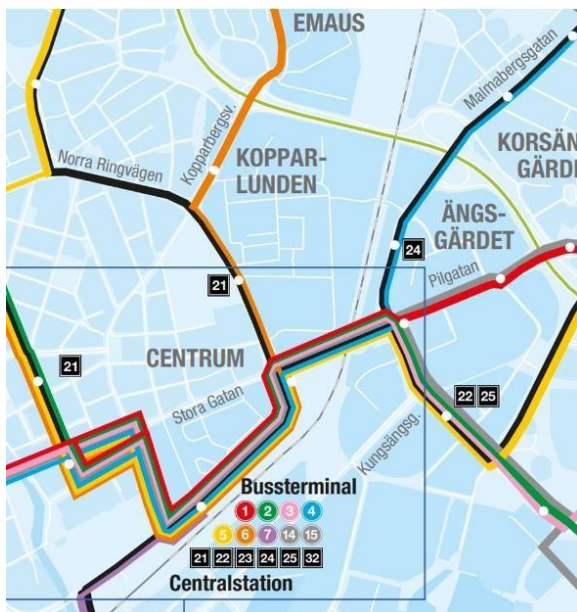 EMAUS
Malmabergsgatan
Kopparbergsv.
Norra Ringvägen
KOPPAR-
LUNDEN
KORSÄN
GÄRDE
ÄNGS-
GÄRDET
24
Pilgatan
21
21
CENTRUM
Stora Gatan
22 25
Kungsängsg.
Bussterminal
1 2 3 4
5 6 7 14 15
21 22 23 24 25 32
Centralstation